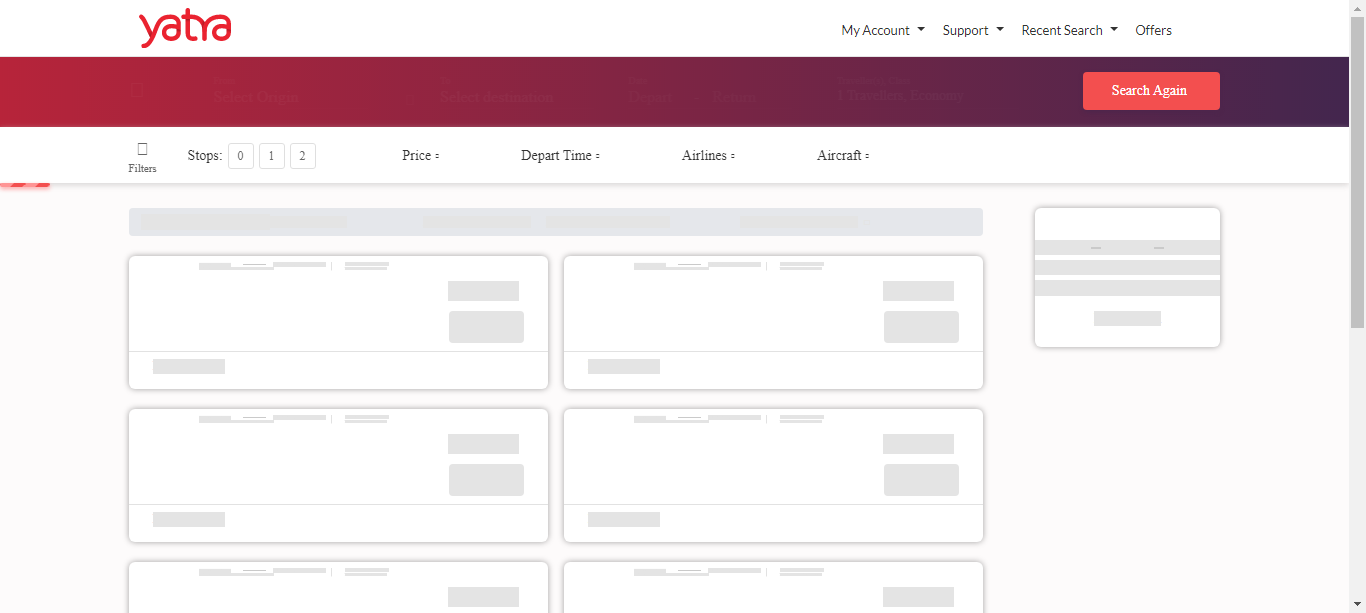 yatra
My Account Support Recent Search Offers
Select Origin Select destination Depart Return 1 Travellers, Economy
Search Again
Filters
Stops: 0 1 2 Price Depart Time Airlines Aircraft